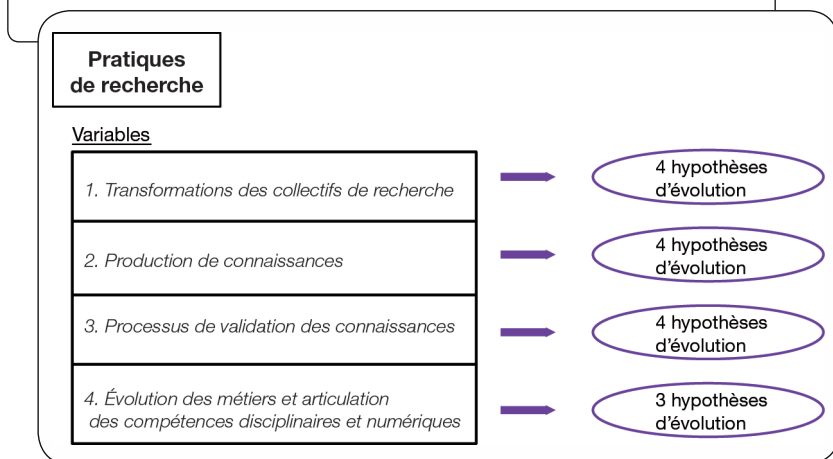 Pratiques
de recherche
Variables
1. Transformations des collectifs de recherche
4 hypothèses
d'évolution
2. Production de connaissances
4 hypothèses
d'évolution
3. Processus de validation des connaissances
4 hypothèses
d'évolution
4. Évolution des métiers et articulation
des compétences disciplinaires et numériques
3 hypothèses
d'évolution